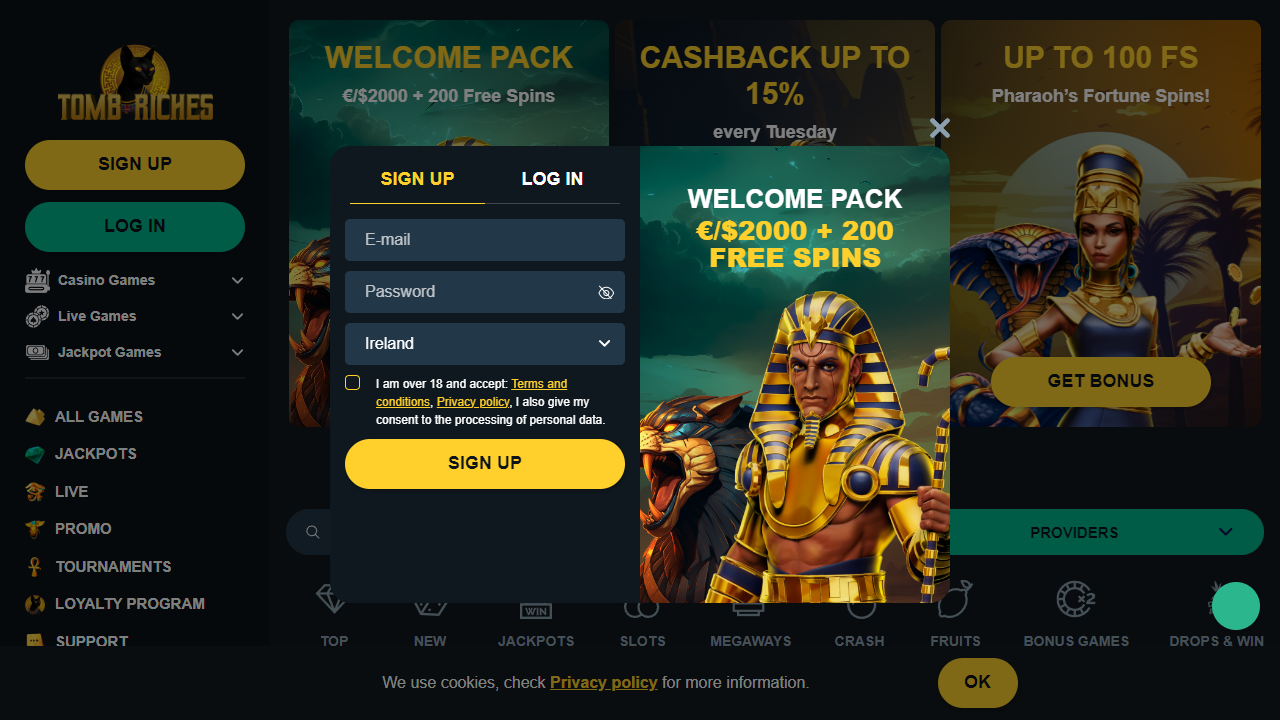 TOMB RICHES
SIGN UP
LOG IN
Casino Games
Live Games
Jackpot Games
ALL GAMES
JACKPOTS
LIVE
PROMO
TOURNAMENTS
LOYALTY PROGRAM
SUPPORT
WELCOME PACK
€/$2000 + 200 Free Spins
CASHBACK UP TO
15%
every Tuesday
UP TO 100 FS
Pharaoh's Fortune Spins!
GET BONUS
SIGN UP
LOG IN
E-mail
Password
Ireland
I am over 18 and accept: Terms and
conditions, Privacy policy, I also give my
consent to the processing of personal data.
SIGN UP
WELCOME PACK
€/$2000 + 200
FREE SPINS
PROVIDERS
TOP
NEW
WIN
JACKPOTS
SLOTS
MEGAWAYS
CRASH
FRUITS
×2
BONUS GAMES
DROPS & WIN
We use cookies, check Privacy policy for more information.
OK